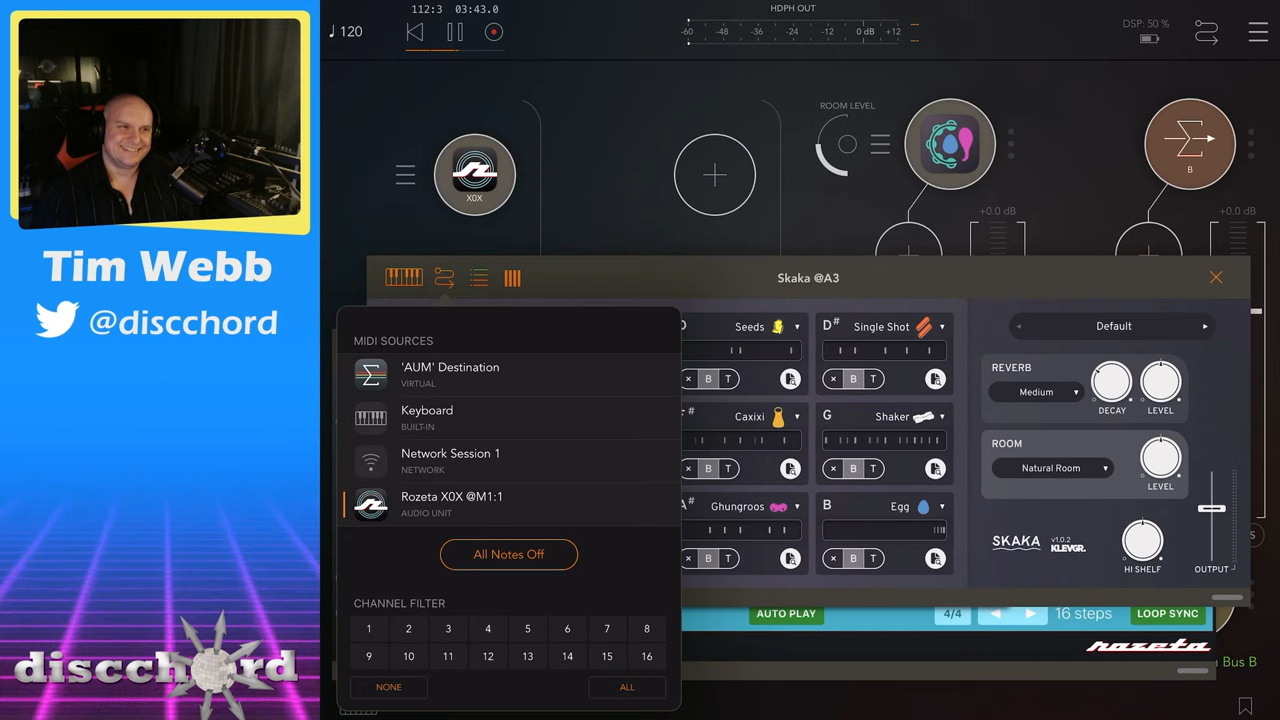 112:3 03:43.0
♩ 120
HDPH OUT
-60 -48 -36 -24 -12 0 dB +12
DSP: 50 %
ROOM LEVEL
X0X
B
+0.0 dB
+0.0 dB
Tim Webb
@discchord
discchord
Skaka @A3
MIDI SOURCES
'AUM' Destination
VIRTUAL
Keyboard
BUILT-IN
Network Session 1
NETWORK
Rozeta X0X @M1:1
AUDIO UNIT
All Notes Off
CHANNEL FILTER
1 2 3 4 5 6 7 8
9 10 11 12 13 14 15 16
NONE ALL
Seeds
× B T
D# Single Shot
× B T
# Caxixi
× B T
G Shaker
× B T
A# Ghungroos
× B T
B Egg
× B T
Default
REVERB
Medium
DECAY LEVEL
ROOM
Natural Room
LEVEL
SKAKA v1.0.2 KLEVGR.
HI SHELF
OUTPUT
AUTO PLAY 4/4 16 steps LOOP SYNC
rozeta
Bus B